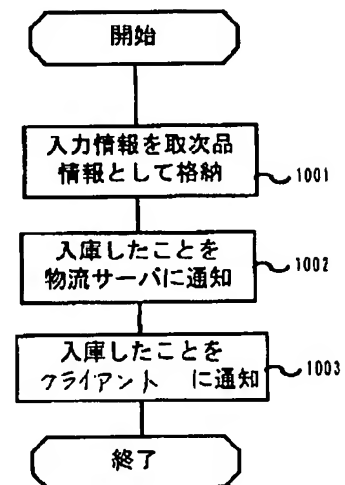 開始
入力情報を取次品
情報として格納
1001
入庫したことを
物流サーバに通知
1002
入庫したことを
クライアント に通知
1003
終了